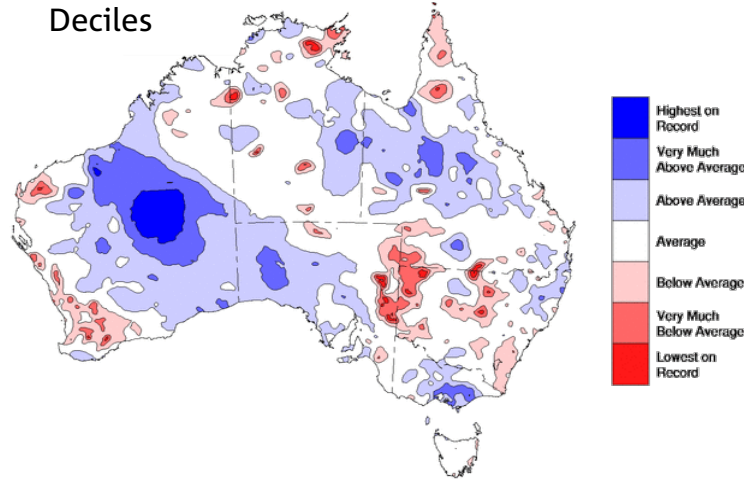 Deciles
Highest on
Record
Very Much
Above Average
Above Average
Average
Below Average
Very Much
Below Average
Lowest on
Record